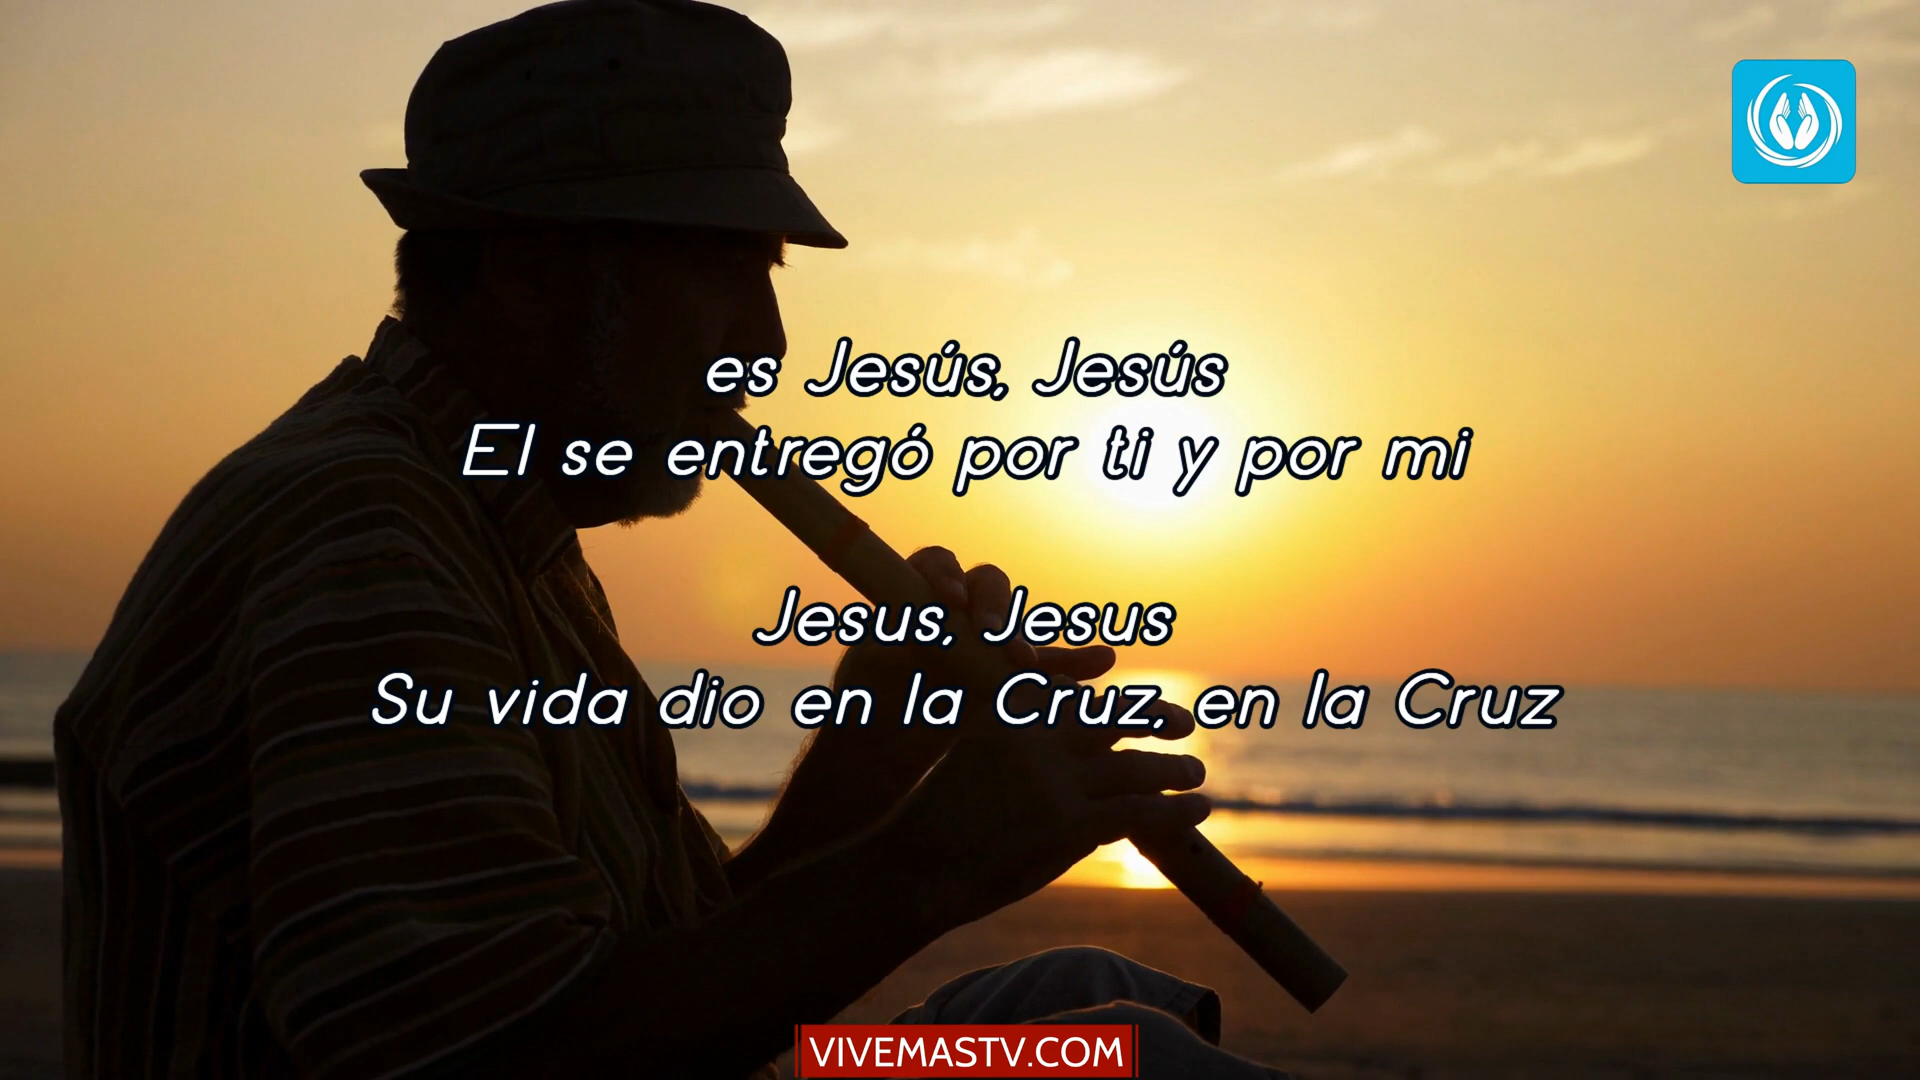 es Jesús, Jesús
El se entregó por ti y por mi
Jesus, Jesus
Su vida dio en la Cruz, en la Cruz
VIVEMASTV.COM